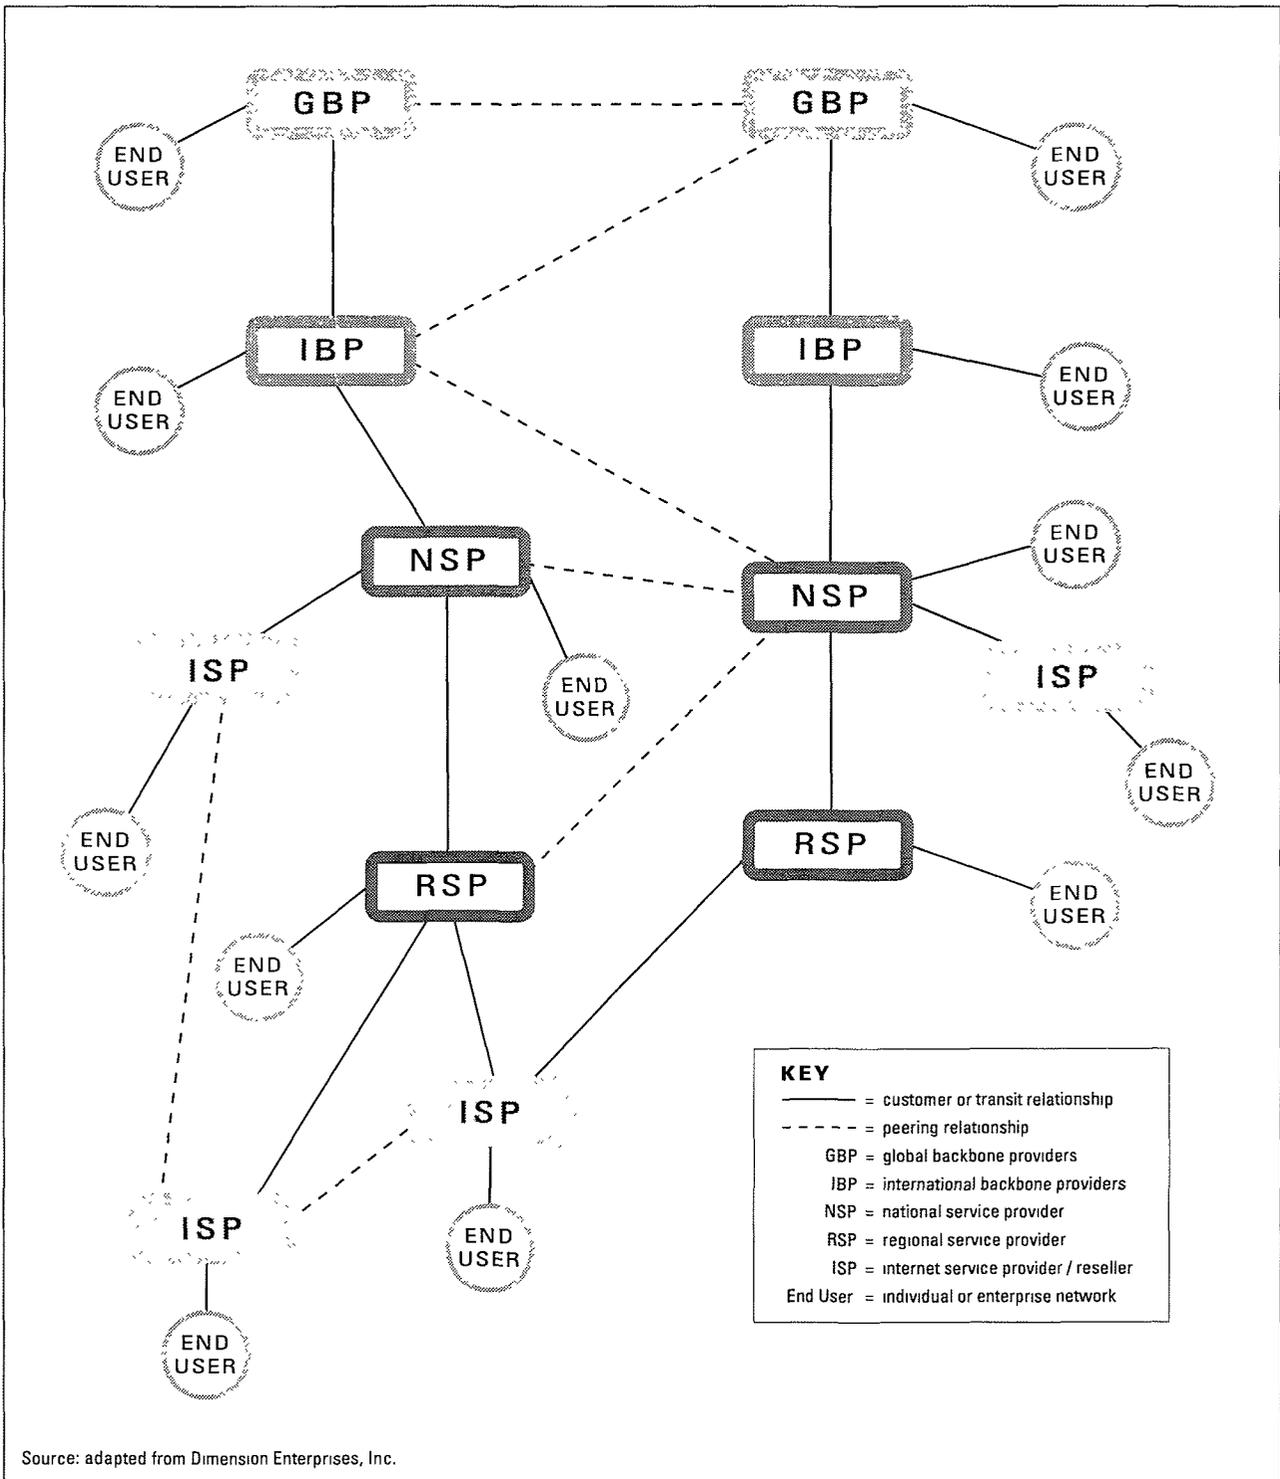 GBP
GBP
END
USER
END
USER
IBP
IBP
END
USER
END
USER
NSP
END
USER
NSP
ISP
ISP
END
USER
END
USER
END
USER
RSP
RSP
END
USER
END
USER
ISP
ISP
END
USER
END
USER
KEY
= customer or transit relationship
= peering relationship
GBP = global backbone providers
IBP = international backbone providers
NSP = national service provider
RSP = regional service provider
ISP = internet service provider / reseller
End User = individual or enterprise network
Source: adapted from Dimension Enterprises, Inc.